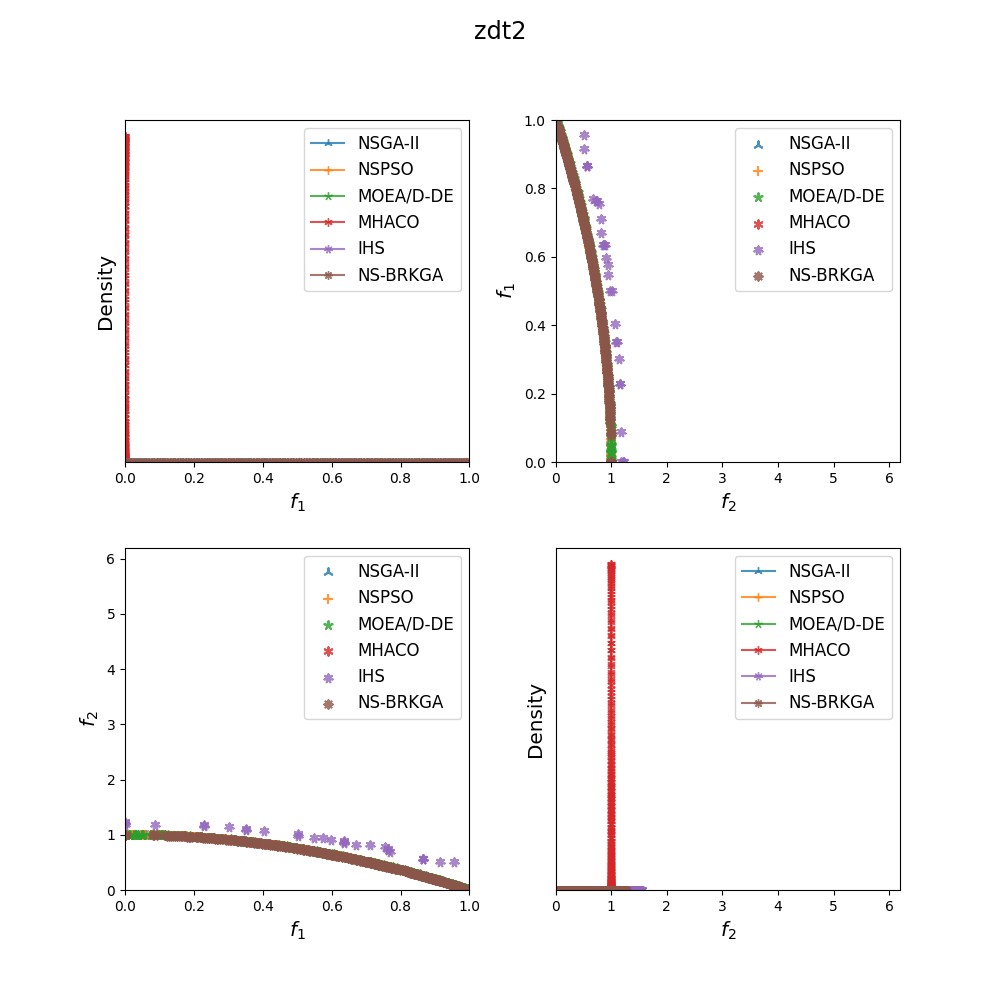 zdt2
Density
NSGA-II
NSPSO
MOEA/D-DE
MHACO
IHS
NS-BRKGA
0.0 0.2 0.4 0.6 0.8 1.0
f₁
f₁
1.0
0.8
0.6
0.4
0.2
0.0
NSGA-II
NSPSO
MOEA/D-DE
MHACO
IHS
NS-BRKGA
0 1 2 3 4 5 6
f₂
f₂
6
5
4
3
2
1
0
NSGA-II
NSPSO
MOEA/D-DE
MHACO
IHS
NS-BRKGA
0.0 0.2 0.4 0.6 0.8 1.0
f₁
Density
NSGA-II
NSPSO
MOEA/D-DE
MHACO
IHS
NS-BRKGA
0 1 2 3 4 5 6
f₂